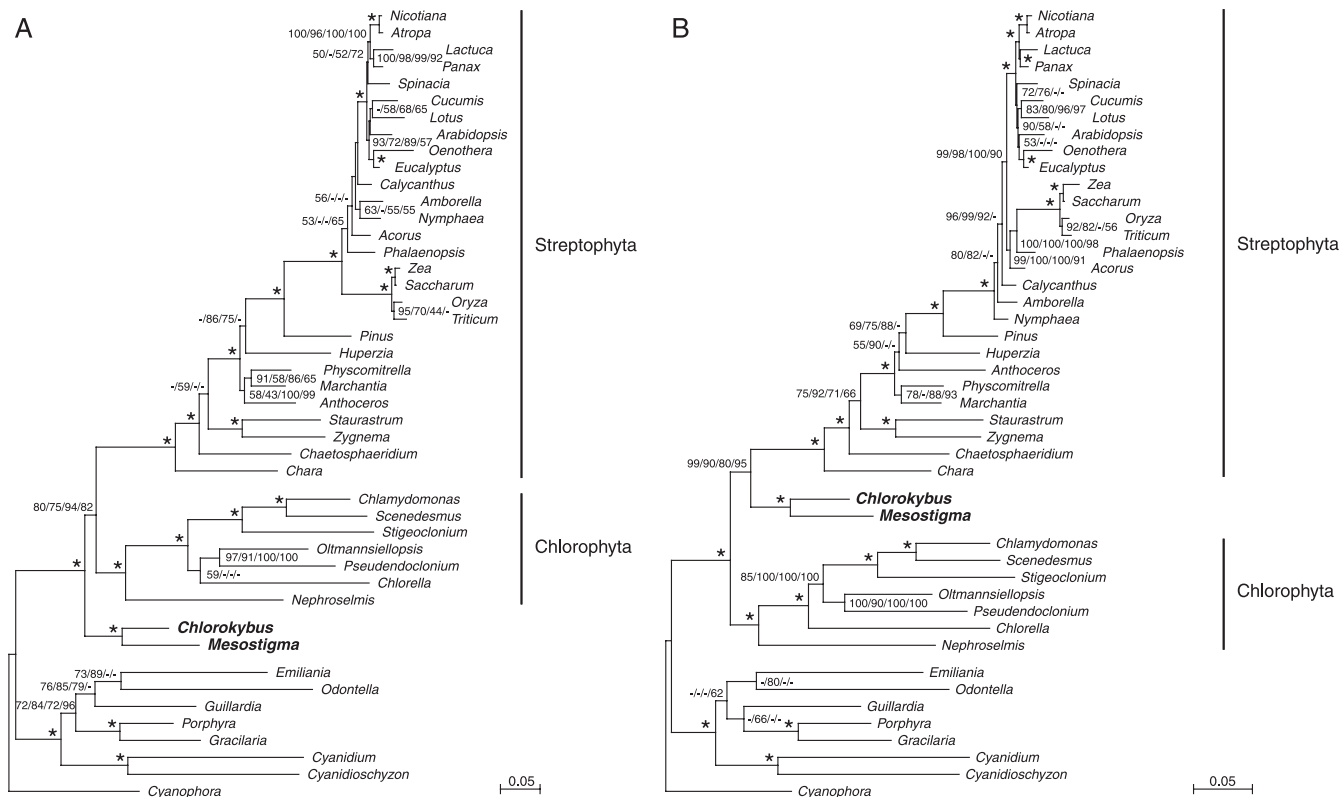 A
*
Nicotiana
100/96/100/100
Atropa
50/-/52/72
Lactuca
100/98/99/92
Panax
Spinacia
*
Cucumis
-/58/68/65
Lotus
Arabidopsis
93/72/89/57
Oenothera
*
Eucalyptus
Calycanthus
56/-/-/-
Amborella
63/-/55/55
Nymphaea
53/-/-/65
Acorus
Phalaenopsis
*
*
Zea
*
Saccharum
Oryza
95/70/44/-
Triticum
*
-/86/75/-
Pinus
Huperzia
*
Physcomitrella
91/58/86/65
Marchantia
58/43/100/99
Anthoceros
-/59/-/-
Staurastrum
*
*
Zygnema
*
Chaetosphaeridium
Chara
Streptophyta
80/75/94/82
*
Chlamydomonas
*
Scenedesmus
*
Stigeoclonium
Oltmannsiellopsis
97/91/100/100
Pseudendoclonium
59/-/-/-
Chlorella
*
*
Nephroselmis
Chlorophyta
*
Chlorokybus
Mesostigma
73/89/-/-
Emiliania
76/85/79/-
Odontella
72/84/72/96
Guillardia
*
Porphyra
Gracilaria
*
*
Cyanidium
Cyanidioschyzon
Cyanophora
0.05
B
*
Nicotiana
*
Atropa
Lactuca
*
*
Panax
Spinacia
72/76/-/-
Cucumis
83/80/96/97
Lotus
90/58/-/-
Arabidopsis
53/-/-/-
Oenothera
*
Eucalyptus
99/98/100/90
*
Zea
*
Saccharum
Oryza
92/82/-/56
Triticum
96/99/92/-
100/100/100/98
Phalaenopsis
99/100/100/91
Acorus
80/82/-/-
Calycanthus
*
Amborella
*
Nymphaea
69/75/88/-
Pinus
55/90/-/-
Huperzia
Anthoceros
*
Physcomitrella
78/-/88/93
Marchantia
75/92/71/66
*
Staurastrum
*
Zygnema
Chaetosphaeridium
Chara
Streptophyta
99/90/80/95
*
Chlorokybus
Mesostigma
*
*
Chlamydomonas
*
Scenedesmus
Stigeoclonium
85/100/100/100
Oltmannsiellopsis
100/90/100/100
Pseudendoclonium
*
Chlorella
*
Nephroselmis
Chlorophyta
Emiliania
-/80/-/-
Odontella
-/-/-/62
Guillardia
-/66/-/-
*
Porphyra
Gracilaria
*
*
Cyanidium
Cyanidioschyzon
Cyanophora
0.05